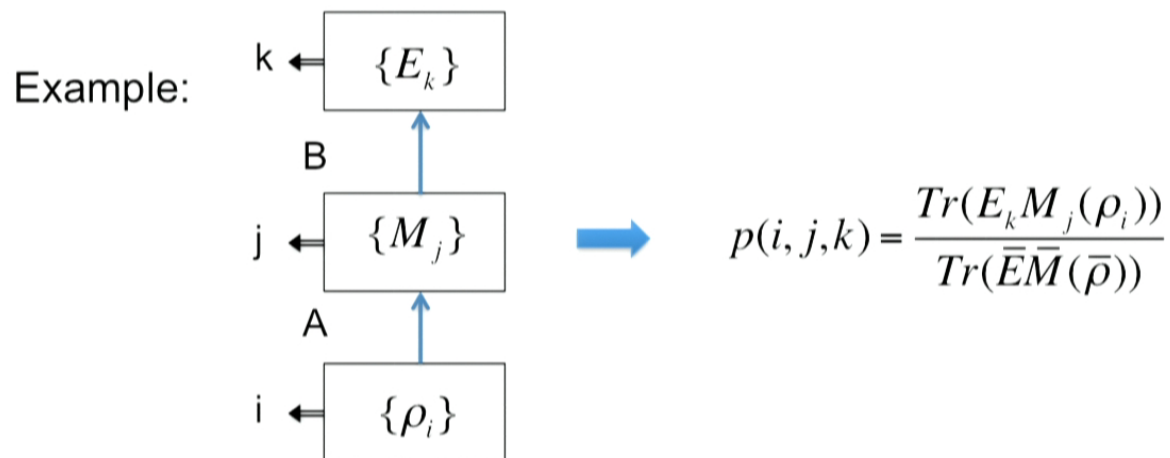 Example:
k
{E_k}
B
j
{M_j}
A
i
{ρ_i}
p(i, j,k) = Tr(E_k M_j(ρ_i)) / Tr(E̅M̅(ρ̅))